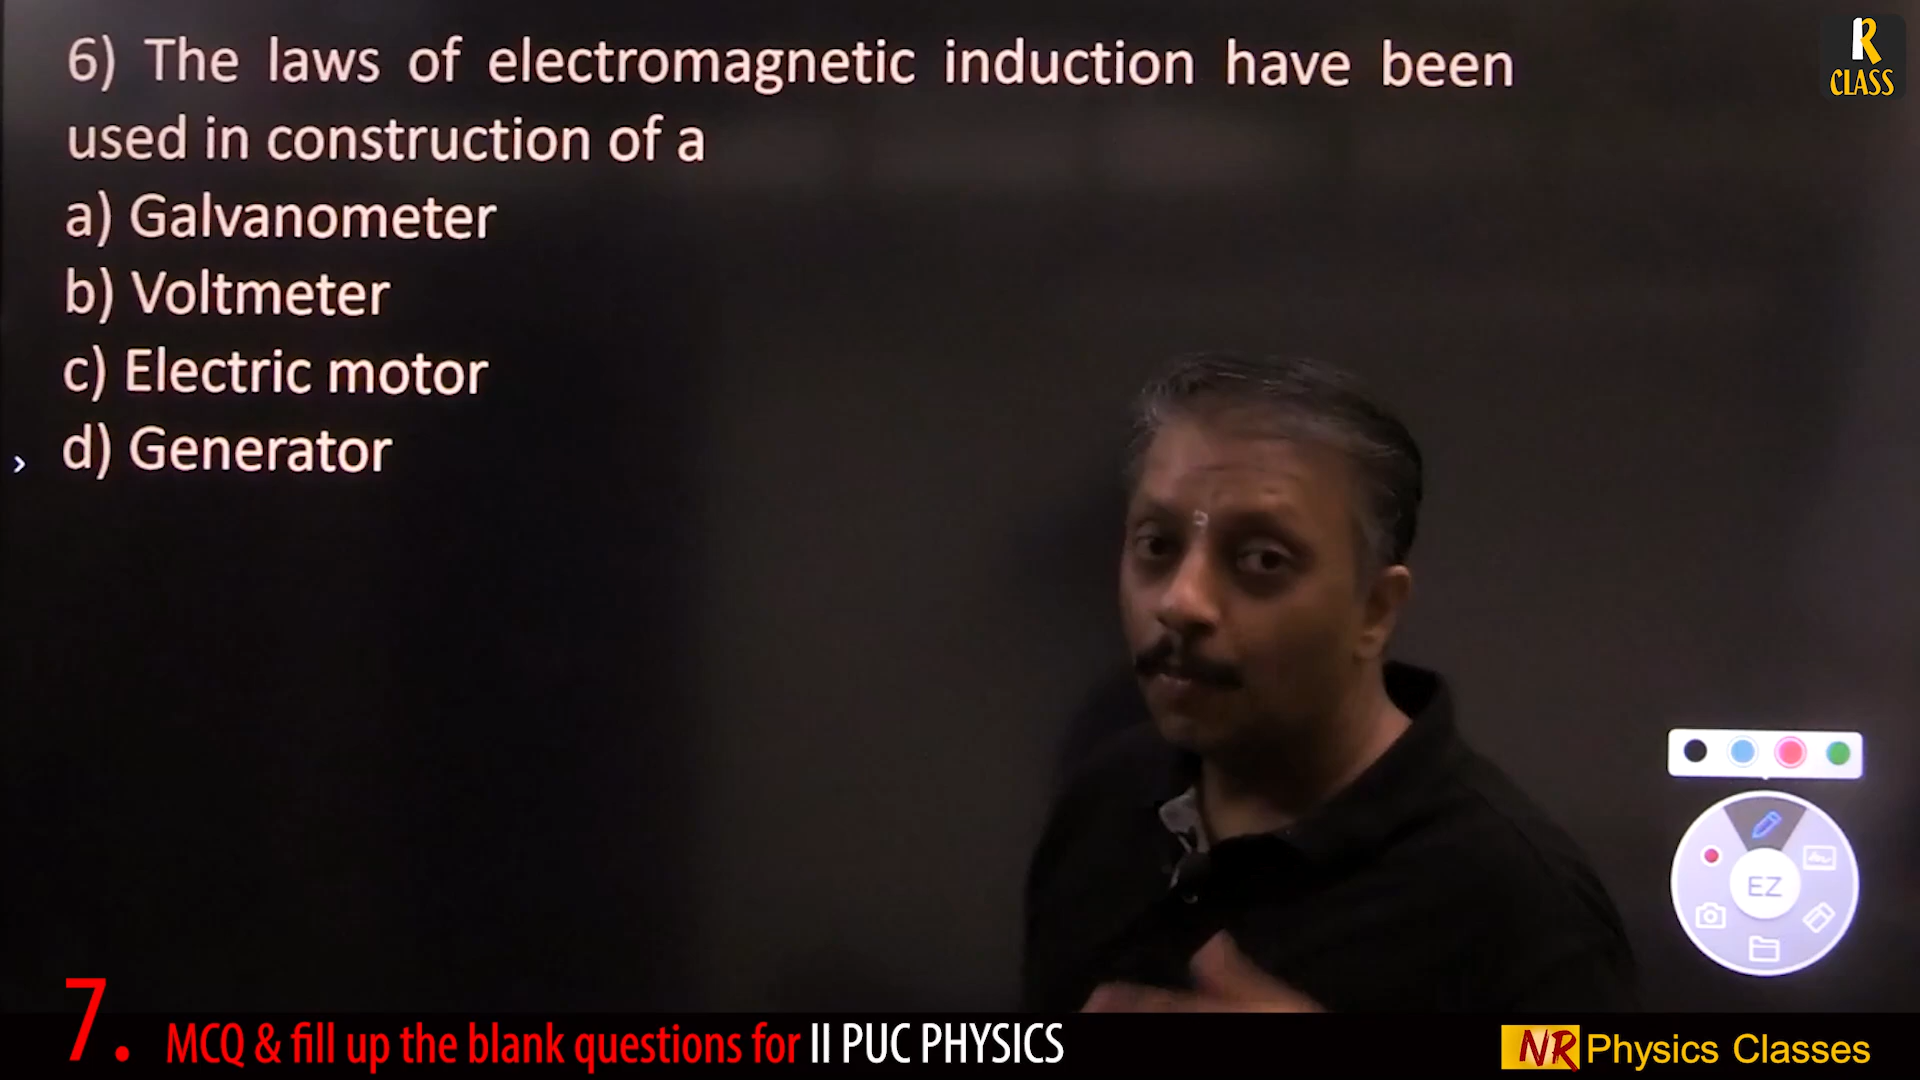 6) The laws of electromagnetic induction have been
used in construction of a
a) Galvanometer
b) Voltmeter
c) Electric motor
d) Generator
R
CLASS
EZ
7. MCQ & fill up the blank questions for II PUC PHYSICS
NR Physics Classes